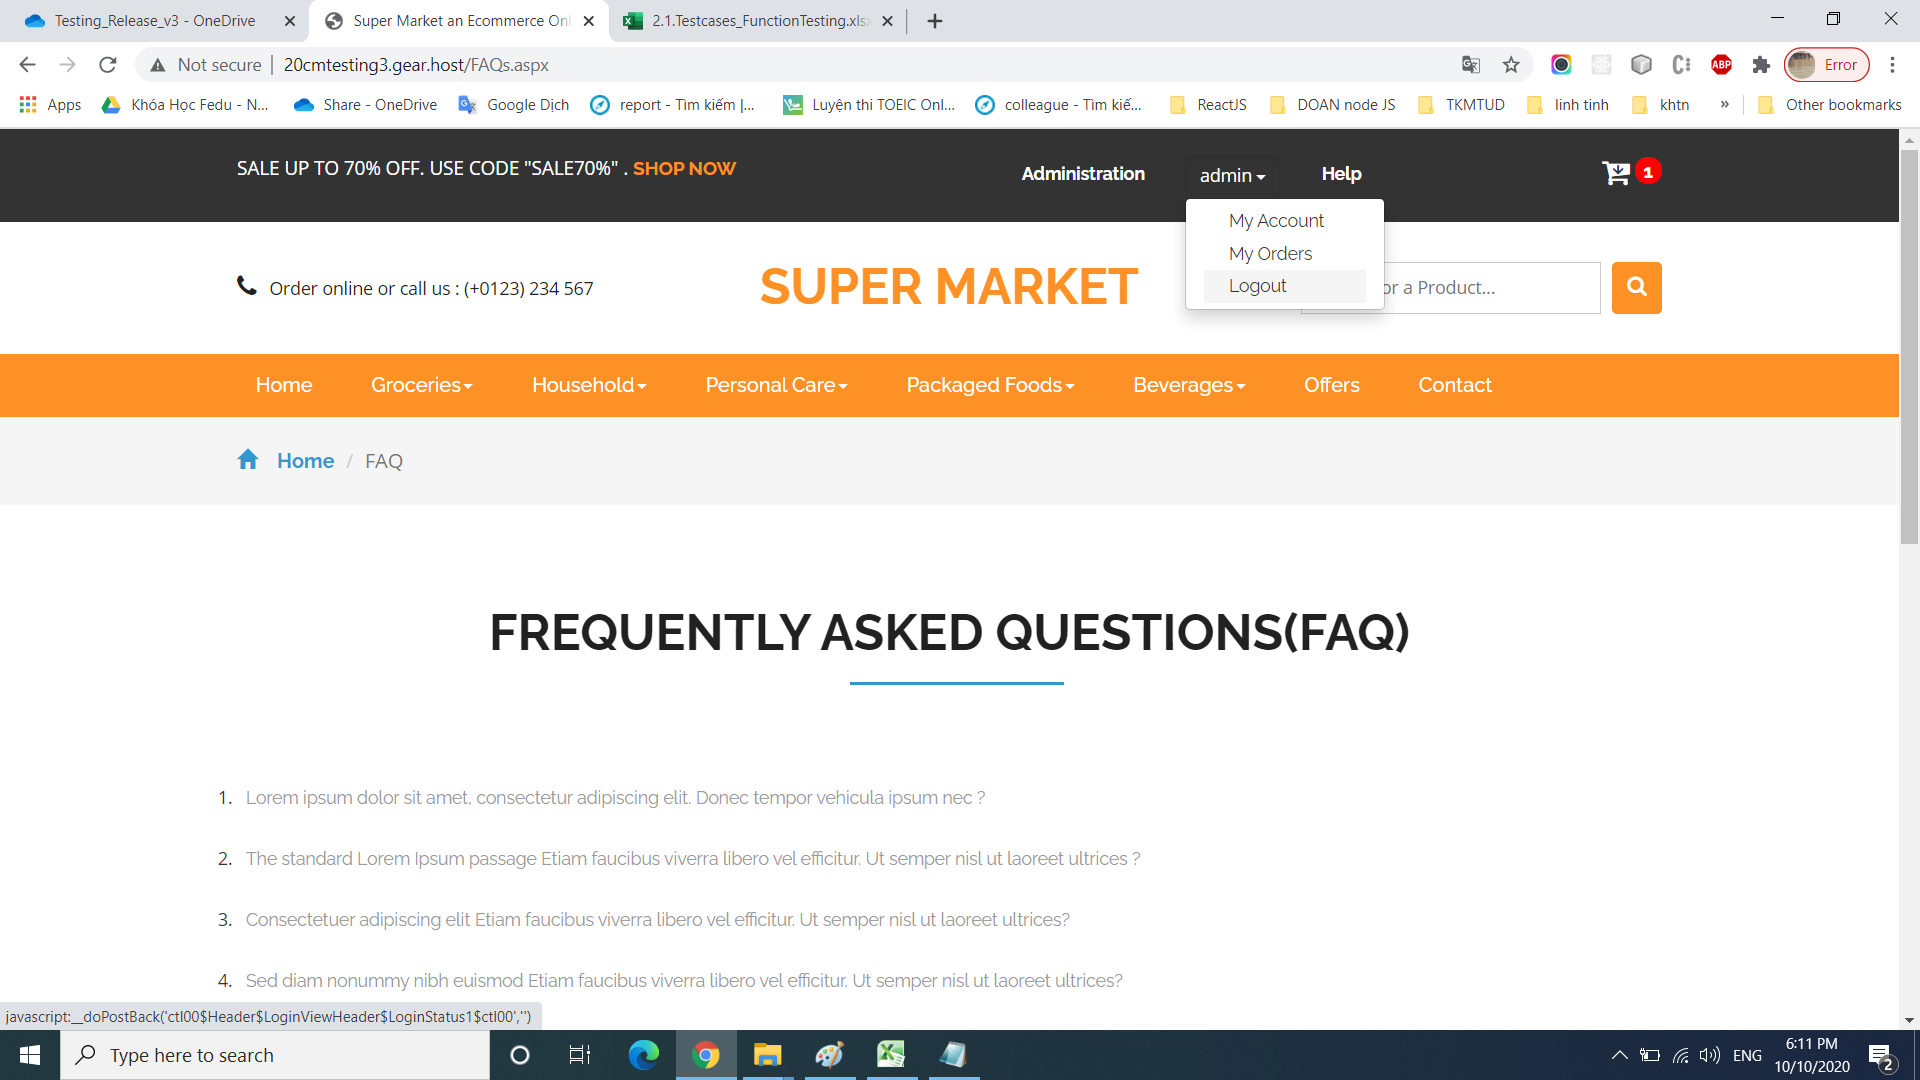 Testing_Release_v3 - OneDrive
Super Market an Ecommerce Onl
2.1.Testcases_FunctionTesting.xlsx
Not secure | 20cmtesting3.gear.host/FAQs.aspx
ABP
Error
Apps
Khóa Học Fedu - N...
Share - OneDrive
Google Dịch
report - Tìm kiếm |...
Luyện thi TOEIC Onl...
colleague - Tìm kiế...
ReactJS
DOAN node JS
TKMTUD
linh tinh
khtn
»
Other bookmarks
SALE UP TO 70% OFF. USE CODE "SALE70%" . SHOP NOW
Administration
admin
Help
1
My Account
My Orders
Logout
Order online or call us : (+0123) 234 567
SUPER MARKET
or a Product...
Home
Groceries
Household
Personal Care
Packaged Foods
Beverages
Offers
Contact
Home / FAQ
FREQUENTLY ASKED QUESTIONS(FAQ)
1. Lorem ipsum dolor sit amet, consectetur adipiscing elit. Donec tempor vehicula ipsum nec ?
2. The standard Lorem Ipsum passage Etiam faucibus viverra libero vel efficitur. Ut semper nisl ut laoreet ultrices ?
3. Consectetuer adipiscing elit Etiam faucibus viverra libero vel efficitur. Ut semper nisl ut laoreet ultrices?
4. Sed diam nonummy nibh euismod Etiam faucibus viverra libero vel efficitur. Ut semper nisl ut laoreet ultrices?
javascript:__doPostBack('ctl00$Header$LoginViewHeader$LoginStatus1$ctl00','')
Type here to search
ENG
6:11 PM
10/10/2020
2